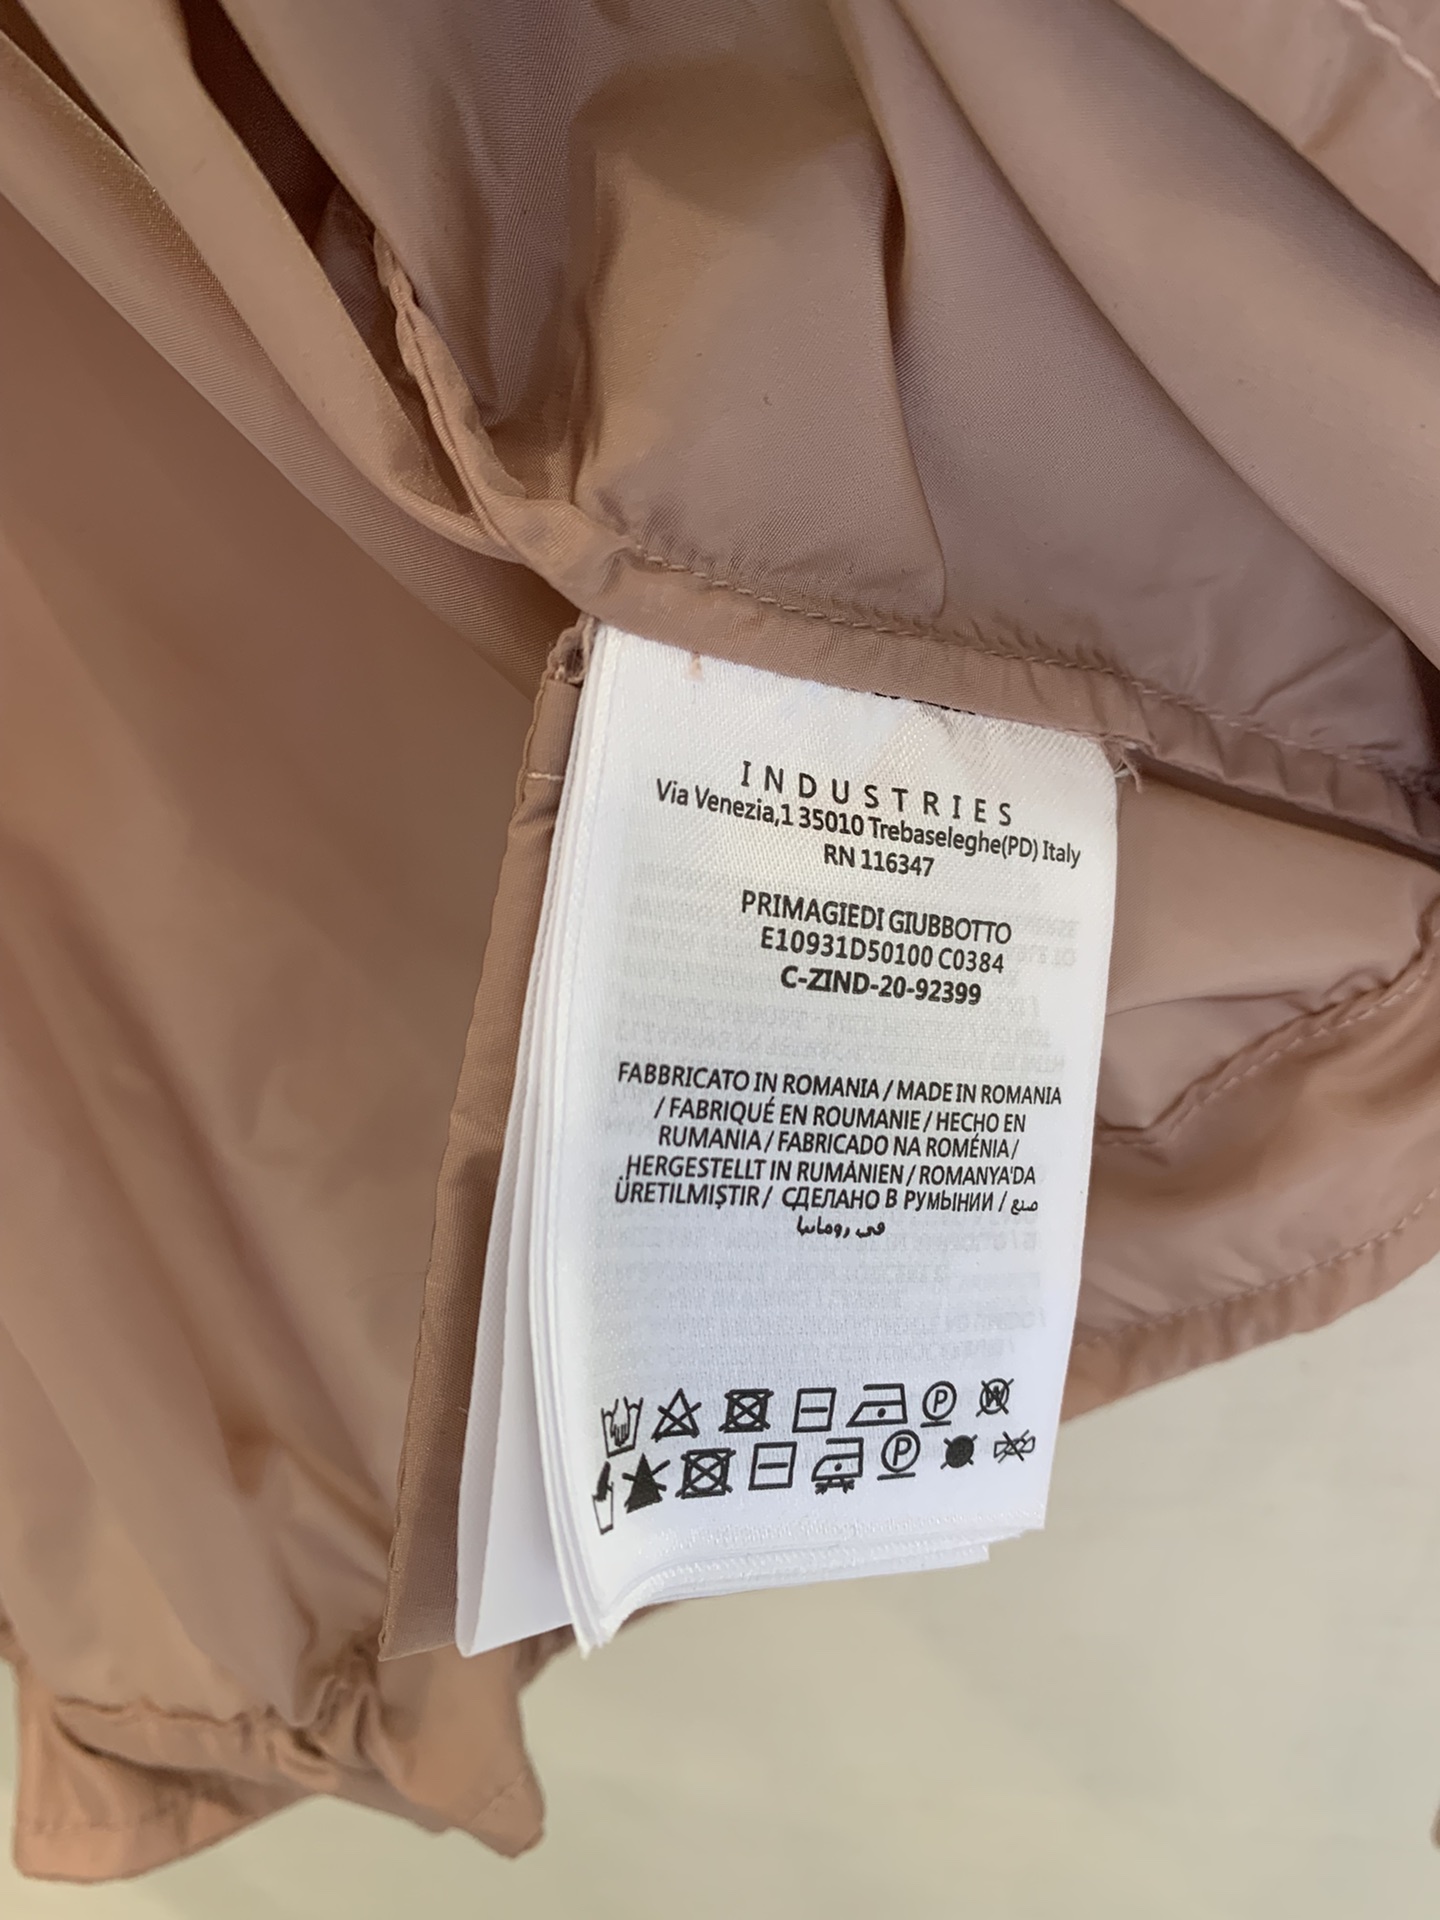 INDUSTRIES
Via Venezia,1 35010 Trebaseleghe(PD) Italy
RN 116347
PRIMAGIEDI GIUBBOTTO
E10931D50100 C0384
C-ZIND-20-92399
FABBRICATO IN ROMANIA / MADE IN ROMANIA
/ FABRIQUÉ EN ROUMANIE / HECHO EN
RUMANIA / FABRICADO NA ROMÉNIA /
HERGESTELLT IN RUMÄNIEN / ROMANYA'DA
ÜRETILMIŞTIR / СДЕЛАНО В РУМЫНИИ / صنع
في رومانيا
P W
P